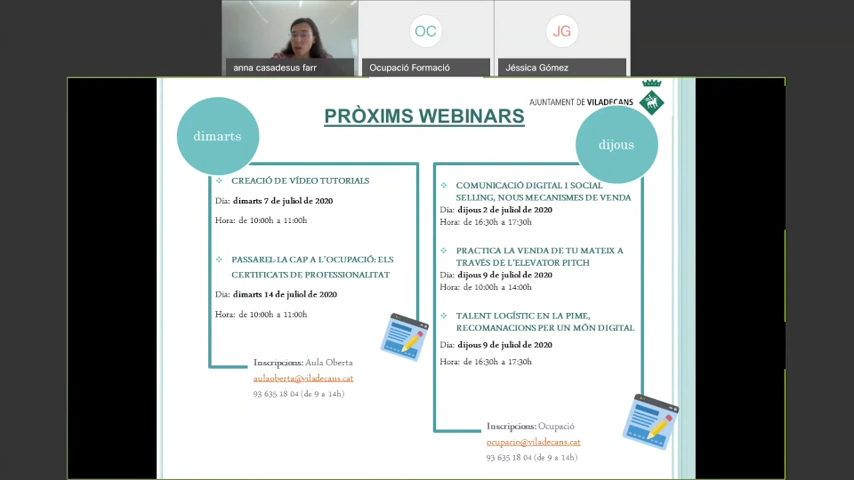 OC
JG
anna casadesus farr
Ocupació Formació
Jéssica Gómez
AJUNTAMENT DE VILADECANS
PRÒXIMS WEBINARS
dimarts
dijous
CREACIÓ DE VÍDEO TUTORIALS
Dia: dimarts 7 de juliol de 2020
Hora: de 10:00h a 11:00h
PASSAREL·LA CAP A L'OCUPACIÓ: ELS
CERTIFICATS DE PROFESSIONALITAT
Dia: dimarts 14 de juliol de 2020
Hora: de 10:00h a 11:00h
Inscripcions: Aula Oberta
aulaoberta@viladecans.cat
93 635 18 04 (de 9 a 14h)
COMUNICACIÓ DIGITAL I SOCIAL
SELLING, NOUS MECANISMES DE VENDA
Dia: dijous 2 de juliol de 2020
Hora: de 16:30h a 17:30h
PRACTICA LA VENDA DE TU MATEIX A
TRAVÉS DE L'ELEVATOR PITCH
Dia: dijous 9 de juliol de 2020
Hora: de 10:00h a 14:00h
TALENT LOGÍSTIC EN LA PIME,
RECOMANACIONS PER UN MÓN DIGITAL
Dia: dijous 9 de juliol de 2020
Hora: de 16:30h a 17:30h
Inscripcions: Ocupació
ocupacio@viladecans.cat
93 635 18 04 (de 9 a 14h)